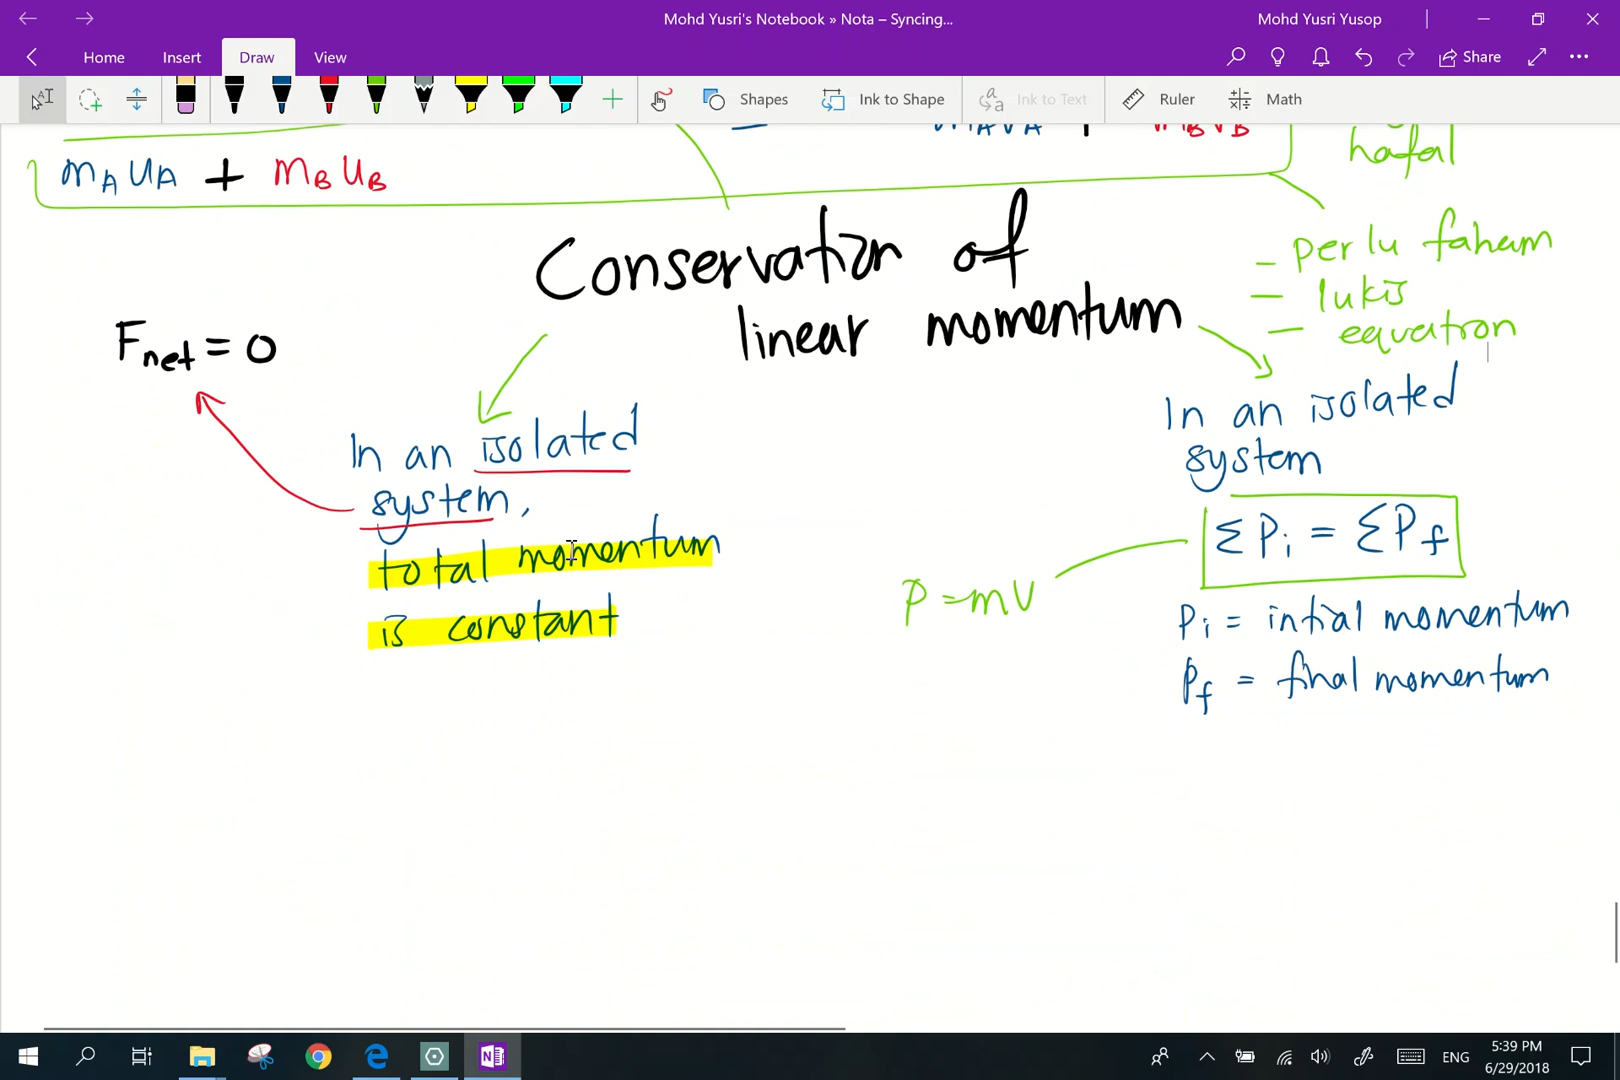 Mohd Yusri's Notebook » Nota – Syncing...
Mohd Yusri Yusop
Home Insert Draw View
Share
Shapes
Ink to Shape
Ink to Text
Ruler
Math
= mAvA + mBvB
hafal
mAuA + mBuB
Conservation of
linear momentum
- perlu faham
- lukis
- equation
Fnet = 0
In an isolated
system,
total momentum
is constant
In an isolated
system
ΣPi = ΣPf
P = mv
Pi = intial momentum
Pf = final momentum
ENG
5:39 PM
6/29/2018